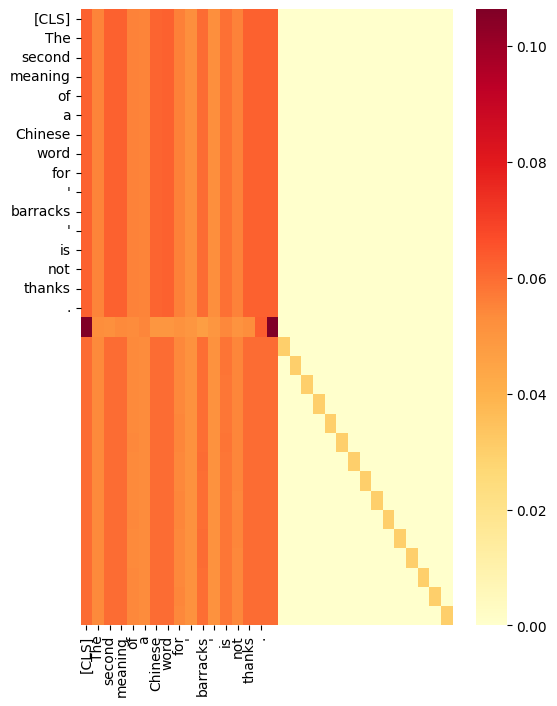 [CLS]
The
second
meaning
of
a
Chinese
word
for
'
barracks
'
is
not
thanks
.
0.10
0.08
0.06
0.04
0.02
0.00
[CLS]
The
second
meaning
of
a
Chinese
word
for
'
barracks
'
is
not
thanks
.